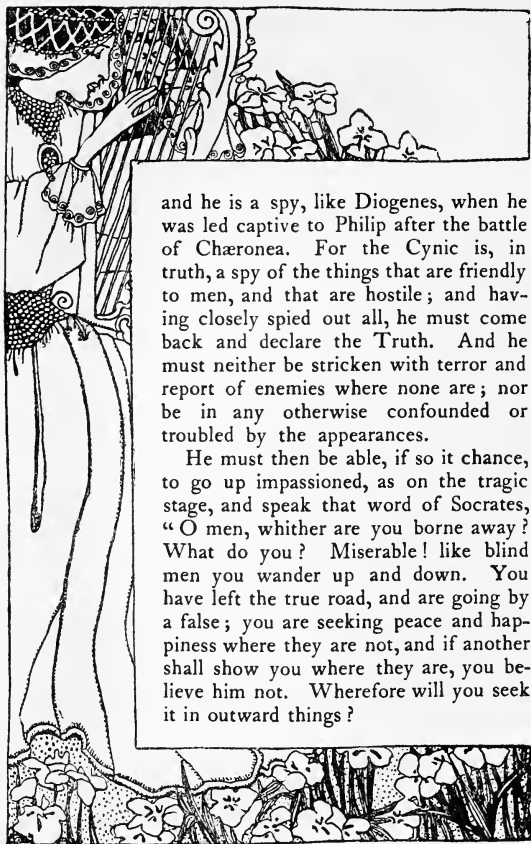 and he is a spy, like Diogenes, when he
was led captive to Philip after the battle
of Chæronea. For the Cynic is, in
truth, a spy of the things that are friendly
to men, and that are hostile; and hav-
ing closely spied out all, he must come
back and declare the Truth. And he
must neither be stricken with terror and
report of enemies where none are; nor
be in any otherwise confounded or
troubled by the appearances.
He must then be able, if so it chance,
to go up impassioned, as on the tragic
stage, and speak that word of Socrates,
“O men, whither are you borne away?
What do you? Miserable! like blind
men you wander up and down. You
have left the true road, and are going by
a false; you are seeking peace and hap-
piness where they are not, and if another
shall show you where they are, you be-
lieve him not. Wherefore will you seek
it in outward things?